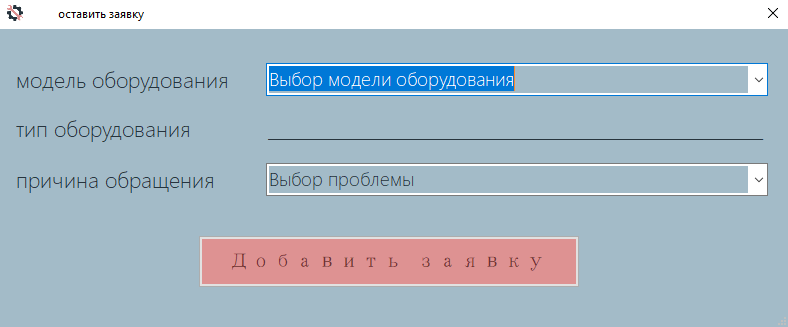 оставить заявку
модель оборудования
Выбор модели оборудования
тип оборудования
причина обращения
Выбор проблемы
Добавить заявку